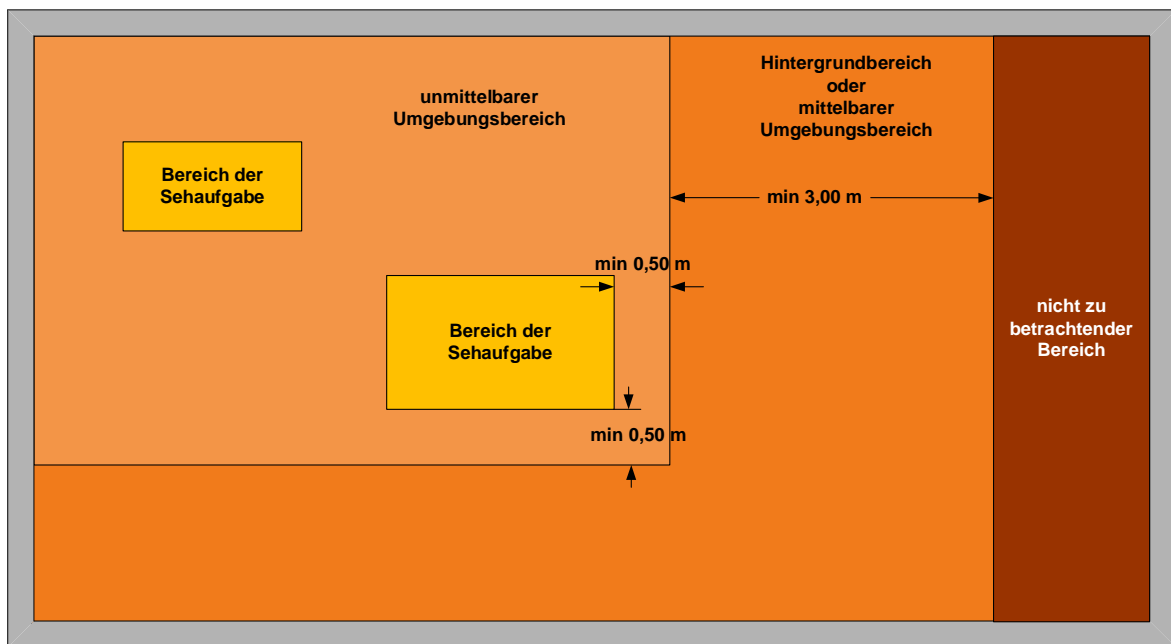 unmittelbarer
Umgebungsbereich
Hintergrundbereich
oder
mittelbarer
Umgebungsbereich
Bereich der
Sehaufgabe
min 3,00 m
min 0,50 m
Bereich der
Sehaufgabe
min 0,50 m
nicht zu
betrachtender
Bereich